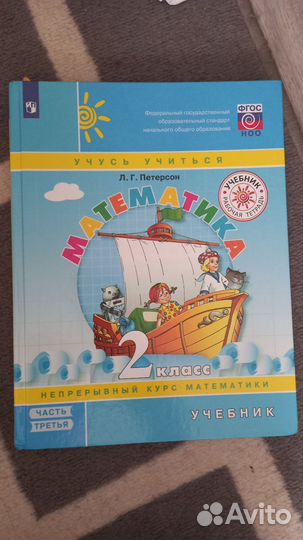 Федеральный государственный
образовательный стандарт
начального общего образования
ФГОС
НОО
УЧУСЬ УЧИТЬСЯ
Л. Г. Петерсон
УЧЕБНИК
РАБОЧАЯ ТЕТРАДЬ
МАТЕМАТИКА
2 класс
НЕПРЕРЫВНЫЙ КУРС МАТЕМАТИКИ
ЧАСТЬ
ТРЕТЬЯ
УЧЕБНИК
Avito